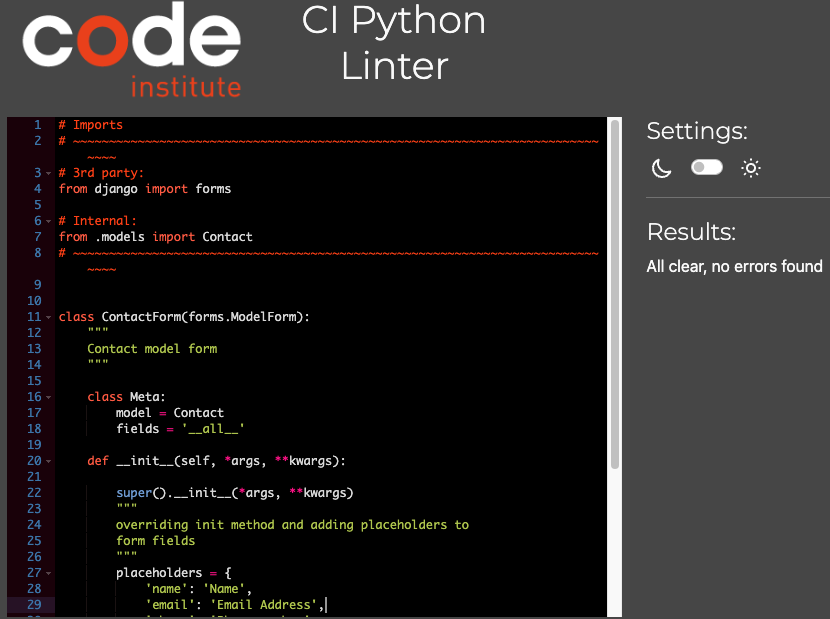 code
institute
CI Python
Linter
1 # Imports
2 # ~~~~~~~~~~~~~~~~~~~~~~~~~~~~~~~~~~~~~~~~~~~~~~~~~~~~~~~~~~~~~~~~~~~~~~~~~
~~~~
3 # 3rd party:
4 from django import forms
5
6 # Internal:
7 from .models import Contact
8 # ~~~~~~~~~~~~~~~~~~~~~~~~~~~~~~~~~~~~~~~~~~~~~~~~~~~~~~~~~~~~~~~~~~~~~~~~~
~~~~
9
10
11 class ContactForm(forms.ModelForm):
12     """
13     Contact model form
14     """
15
16     class Meta:
17         model = Contact
18         fields = '__all__'
19
20     def __init__(self, *args, **kwargs):
21
22         super().__init__(*args, **kwargs)
23         """
24         overriding init method and adding placeholders to
25         form fields
26         """
27         placeholders = {
28             'name': 'Name',
29             'email': 'Email Address',
Settings:
Results:
All clear, no errors found